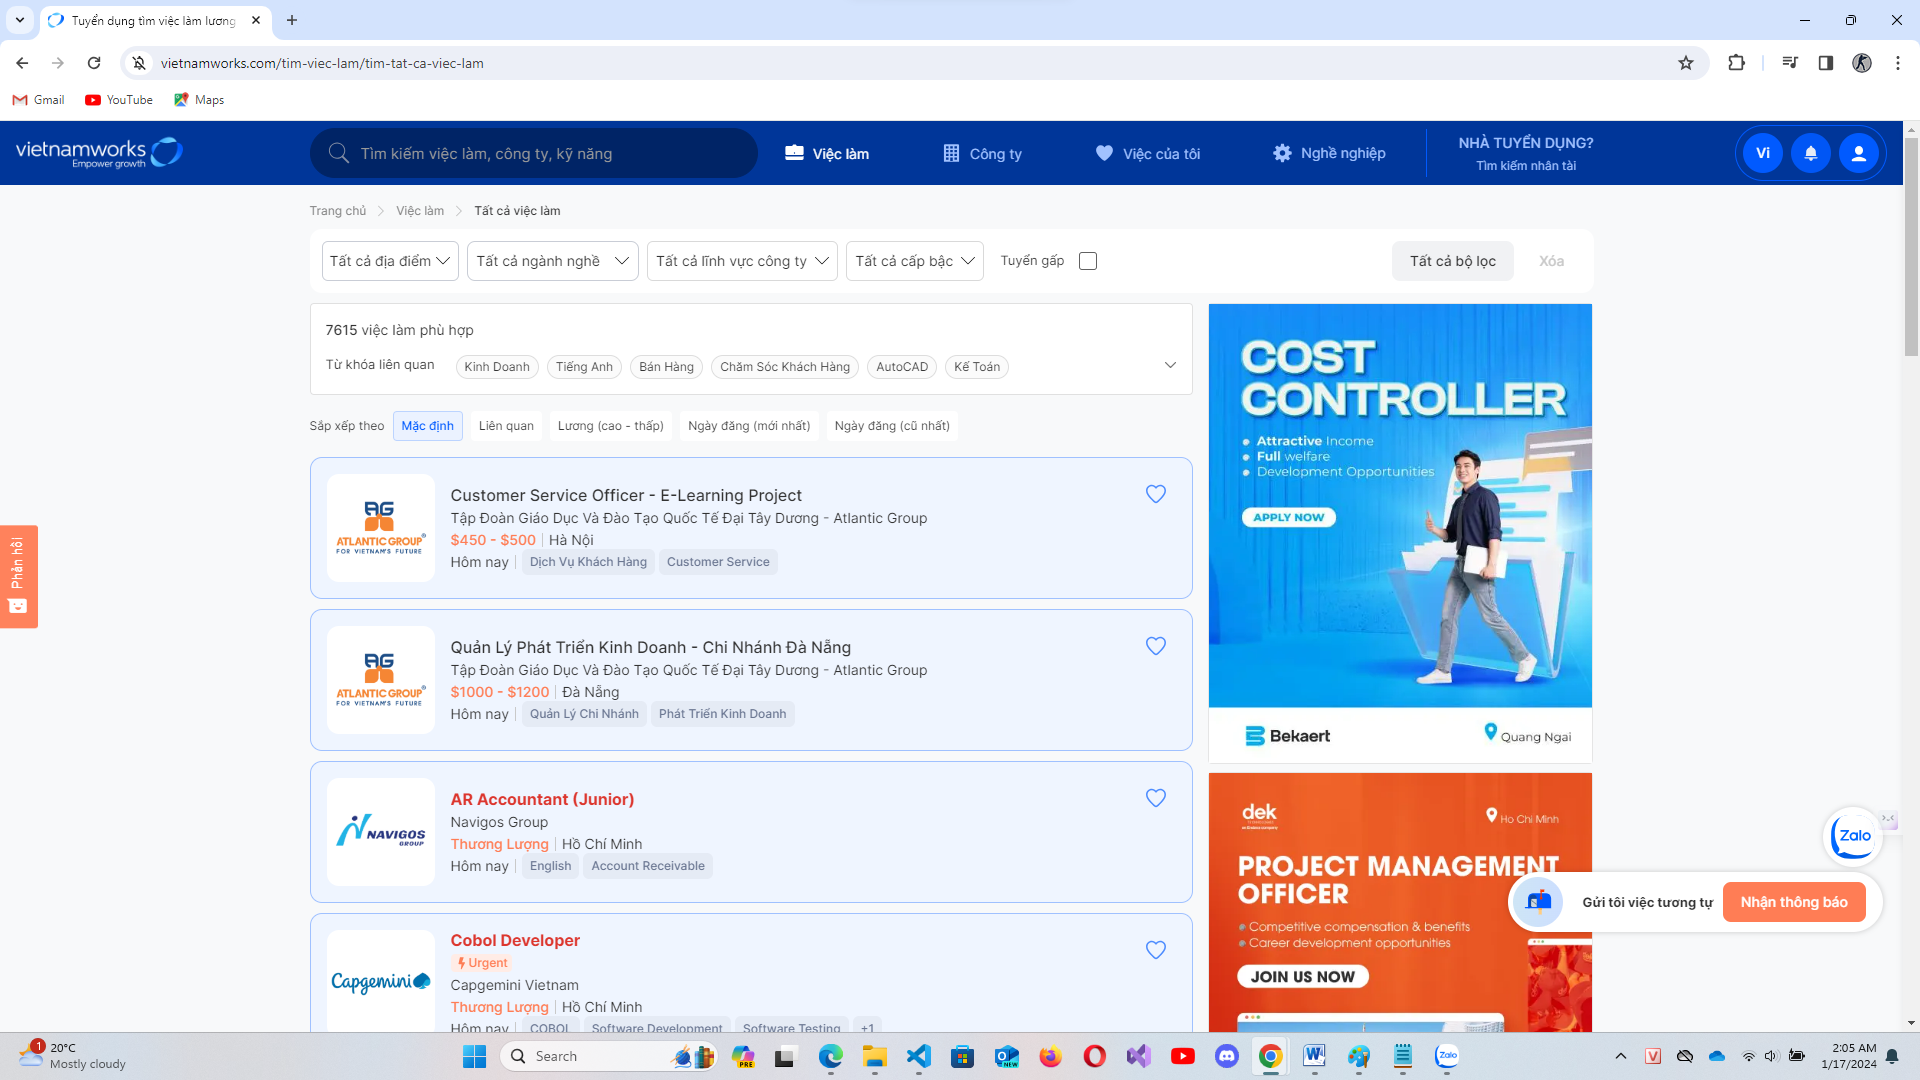 Tuyển dụng tìm việc làm lương
vietnamworks.com/tim-viec-lam/tim-tat-ca-viec-lam
Gmail YouTube Maps
vietnamworks
Empower growth
Tìm kiếm việc làm, công ty, kỹ năng
Việc làm
Công ty
Việc của tôi
Nghề nghiệp
NHÀ TUYỂN DỤNG?
Tìm kiếm nhân tài
Vi
Trang chủ Việc làm Tất cả việc làm
Tất cả địa điểm Tất cả ngành nghề Tất cả lĩnh vực công ty Tất cả cấp bậc Tuyển gấp Tất cả bộ lọc Xóa
7615 việc làm phù hợp
Từ khóa liên quan Kinh Doanh Tiếng Anh Bán Hàng Chăm Sóc Khách Hàng AutoCAD Kế Toán
Sắp xếp theo Mặc định Liên quan Lương (cao - thấp) Ngày đăng (mới nhất) Ngày đăng (cũ nhất)
AG
ATLANTIC GROUP®
FOR VIETNAM'S FUTURE
Customer Service Officer - E-Learning Project
Tập Đoàn Giáo Dục Và Đào Tạo Quốc Tế Đại Tây Dương - Atlantic Group
$450 - $500 Hà Nội
Hôm nay Dịch Vụ Khách Hàng Customer Service
AG
ATLANTIC GROUP®
FOR VIETNAM'S FUTURE
Quản Lý Phát Triển Kinh Doanh - Chi Nhánh Đà Nẵng
Tập Đoàn Giáo Dục Và Đào Tạo Quốc Tế Đại Tây Dương - Atlantic Group
$1000 - $1200 Đà Nẵng
Hôm nay Quản Lý Chi Nhánh Phát Triển Kinh Doanh
NAVIGOS
GROUP
AR Accountant (Junior)
Navigos Group
Thương Lượng Hồ Chí Minh
Hôm nay English Account Receivable
Capgemini
Cobol Developer
Urgent
Capgemini Vietnam
Thương Lượng Hồ Chí Minh
Hôm nay COBOL Software Development Software Testing +1
Phản hồi
COST
CONTROLLER
Attractive Income
Full welfare
Development Opportunities
APPLY NOW
Bekaert Quang Ngai
dek
Ho Chi Minh
PROJECT MANAGEMENT
OFFICER
Competitive compensation & benefits
Career development opportunities
JOIN US NOW
Zalo
Gửi tôi việc tương tự Nhận thông báo
1
20°C
Mostly cloudy
Search
PRE
NEW
Zalo
V
2:05 AM
1/17/2024